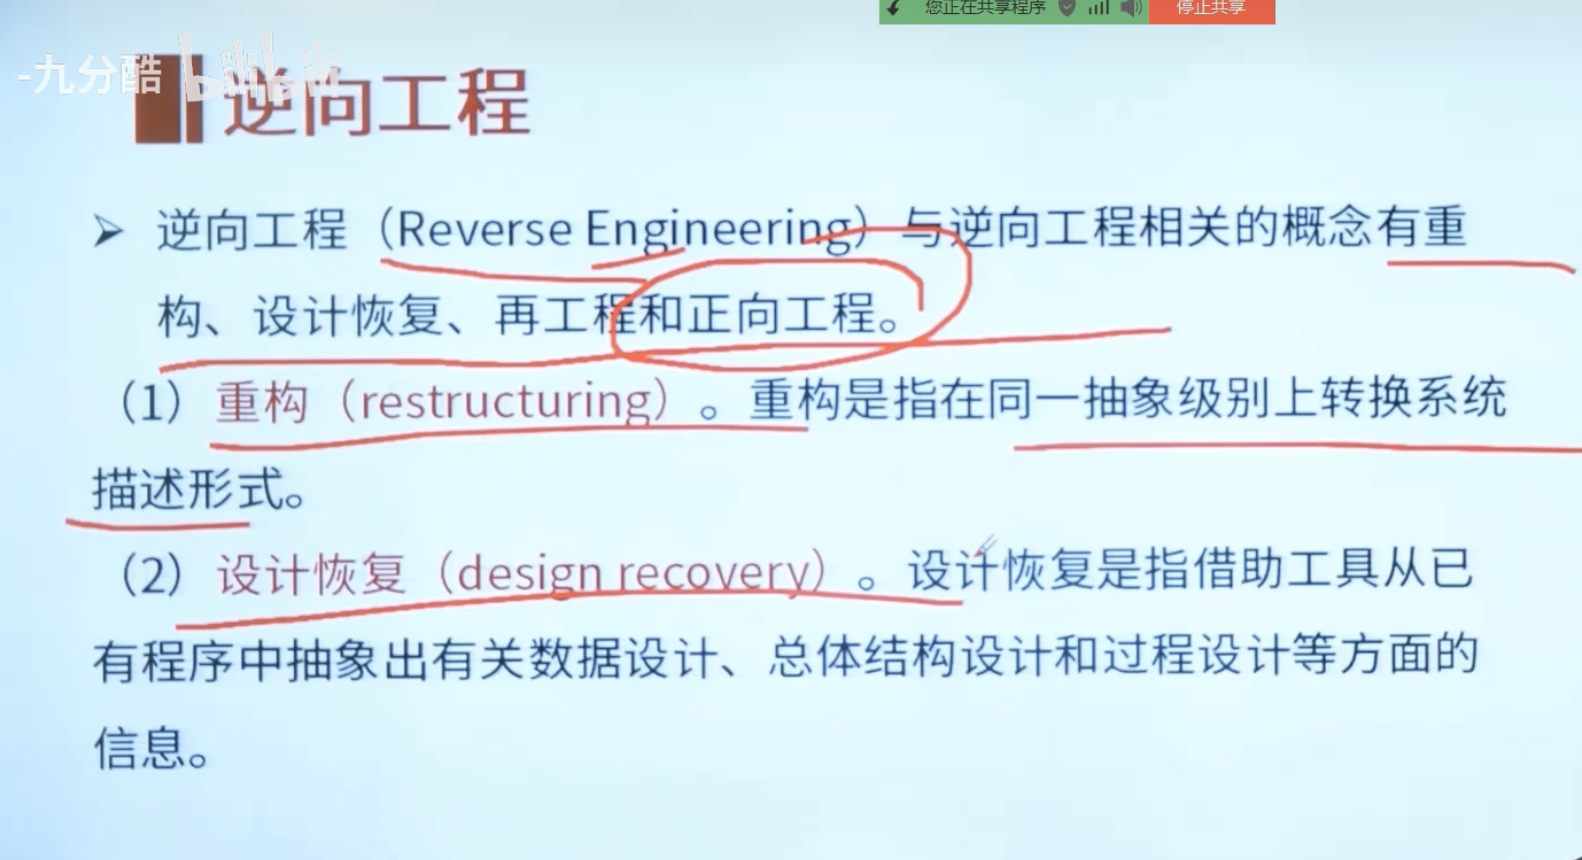 您正在共享程序 停止共享
-九分酷 bilibili
逆向工程
➢ 逆向工程（Reverse Engineering）与逆向工程相关的概念有重
构、设计恢复、再工程和正向工程。
（1）重构（restructuring）。重构是指在同一抽象级别上转换系统
描述形式。
（2）设计恢复（design recovery）。设计恢复是指借助工具从已
有程序中抽象出有关数据设计、总体结构设计和过程设计等方面的
信息。